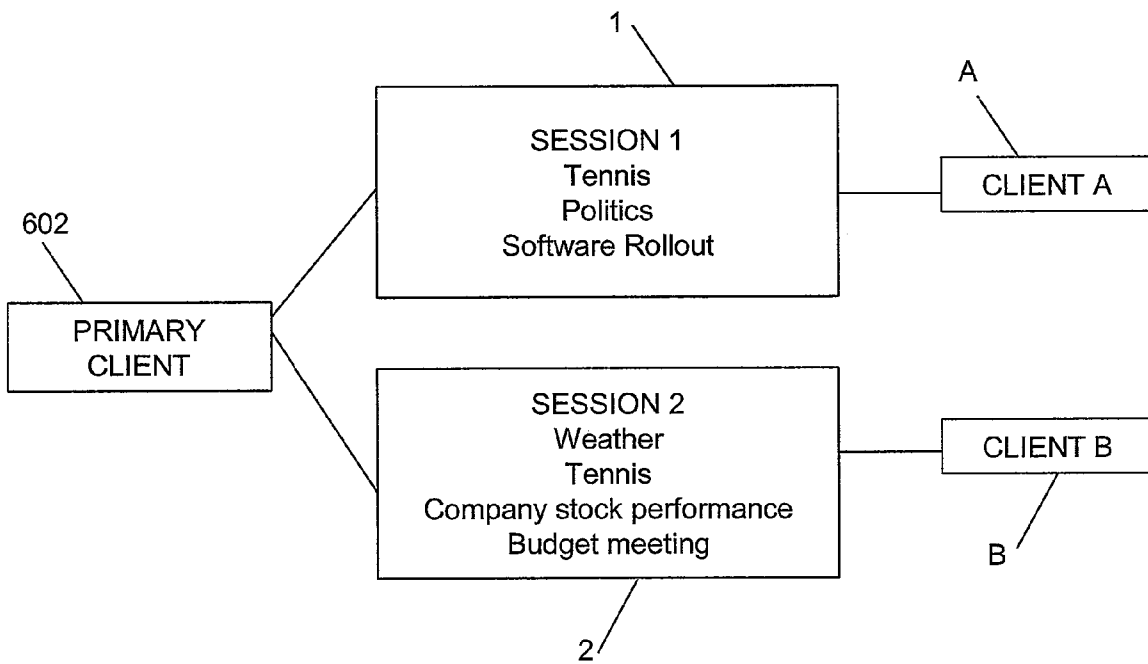 1
A
SESSION 1
Tennis
Politics
Software Rollout
CLIENT A
602
PRIMARY
CLIENT
SESSION 2
Weather
Tennis
Company stock performance
Budget meeting
CLIENT B
B
2